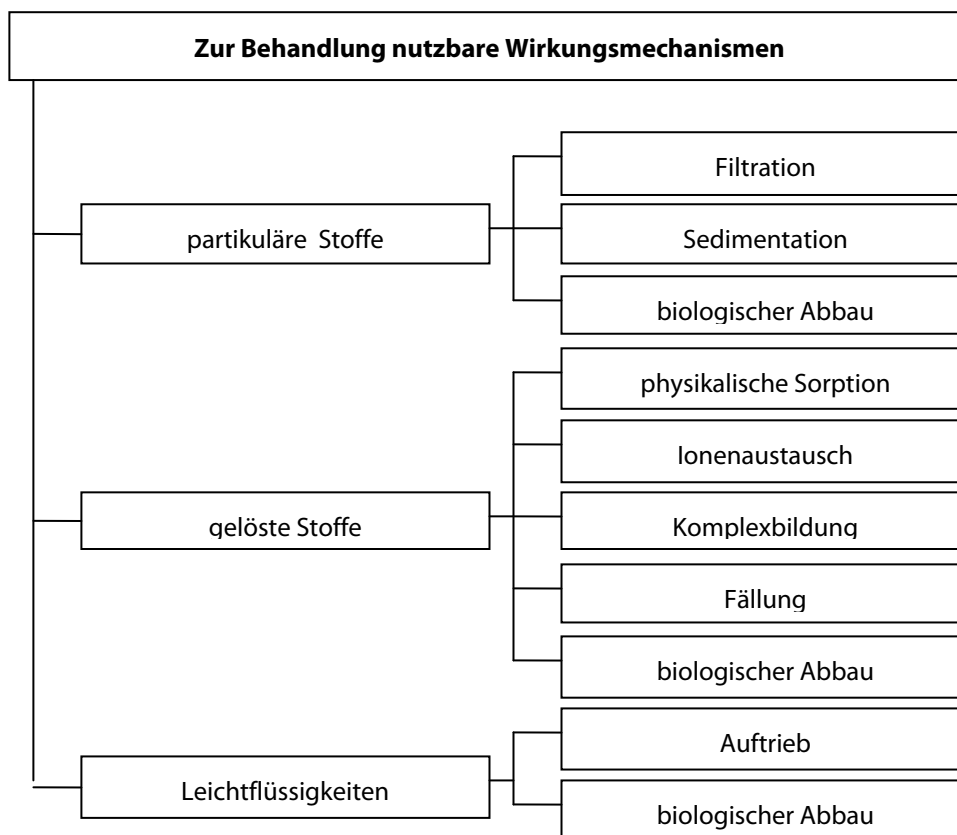 Zur Behandlung nutzbare Wirkungsmechanismen
partikuläre Stoffe
Filtration
Sedimentation
biologischer Abbau
gelöste Stoffe
physikalische Sorption
Ionenaustausch
Komplexbildung
Fällung
biologischer Abbau
Leichtflüssigkeiten
Auftrieb
biologischer Abbau